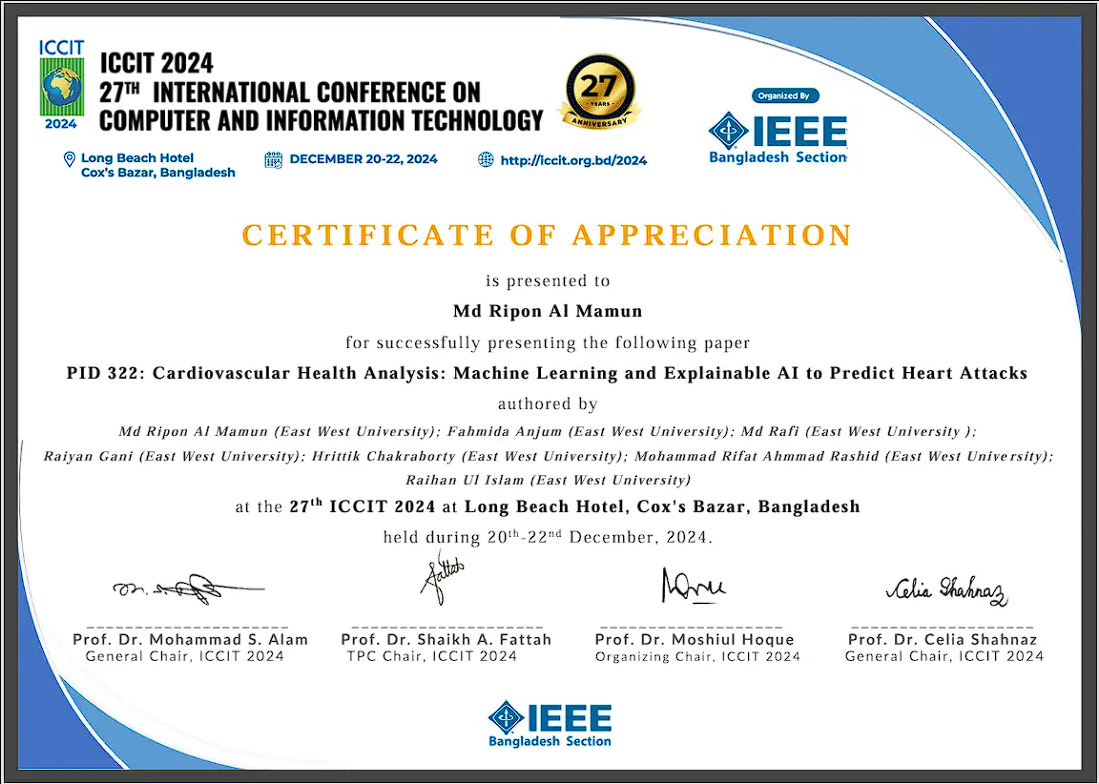 ICCIT
2024
ICCIT 2024
27TH INTERNATIONAL CONFERENCE ON
COMPUTER AND INFORMATION TECHNOLOGY
27
YEARS
ANNIVERSARY
Organized By
IEEE
Bangladesh Section
Long Beach Hotel
Cox's Bazar, Bangladesh
DECEMBER 20-22, 2024
http://iccit.org.bd/2024
CERTIFICATE OF APPRECIATION
is presented to
Md Ripon Al Mamun
for successfully presenting the following paper
PID 322: Cardiovascular Health Analysis: Machine Learning and Explainable AI to Predict Heart Attacks
authored by
Md Ripon Al Mamun (East West University); Fahmida Anjum (East West University); Md Rafi (East West University );
Raiyan Gani (East West University); Hrittik Chakraborty (East West University); Mohammad Rifat Ahmmad Rashid (East West University);
Raihan Ul Islam (East West University)
at the 27th ICCIT 2024 at Long Beach Hotel, Cox's Bazar, Bangladesh
held during 20th-22nd December, 2024.
Fattah
Celia Shahnaz
Prof. Dr. Mohammad S. Alam
General Chair, ICCIT 2024
Prof. Dr. Shaikh A. Fattah
TPC Chair, ICCIT 2024
Prof. Dr. Moshiul Hoque
Organizing Chair, ICCIT 2024
Prof. Dr. Celia Shahnaz
General Chair, ICCIT 2024
IEEE
Bangladesh Section